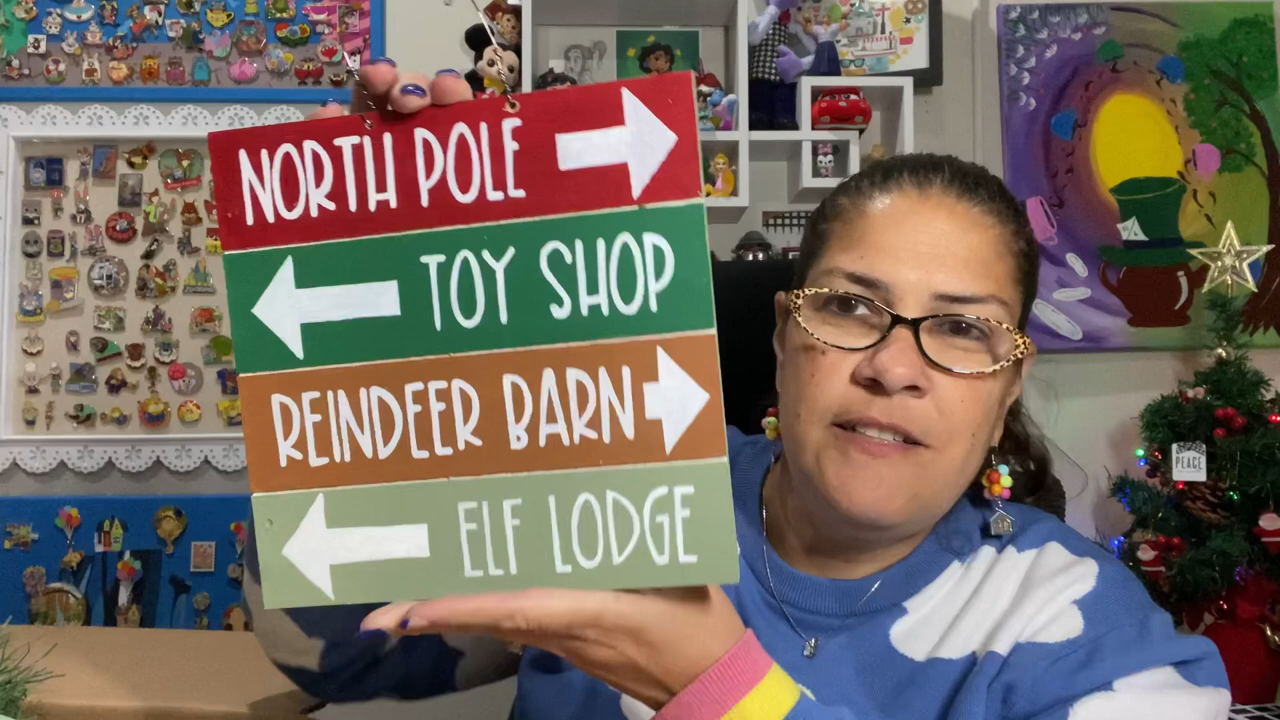 NORTH POLE
TOY SHOP
REINDEER BARN
ELF LODGE
PEACE